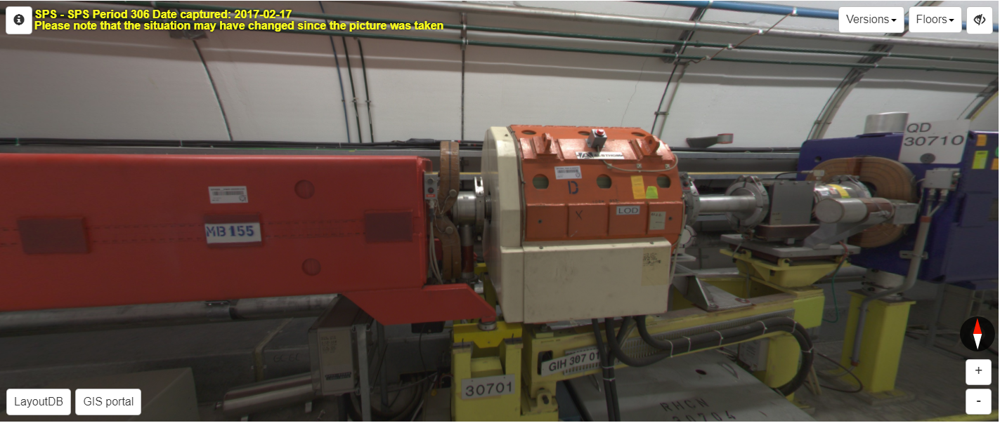 SPS - SPS Period 306 Date captured: 2017-02-17
Please note that the situation may have changed since the picture was taken
Versions
Floors
QD
30710
D
X
LOD
MB 155
GIH 307 01
30701
RHCN
30704
LayoutDB
GIS portal
+
-